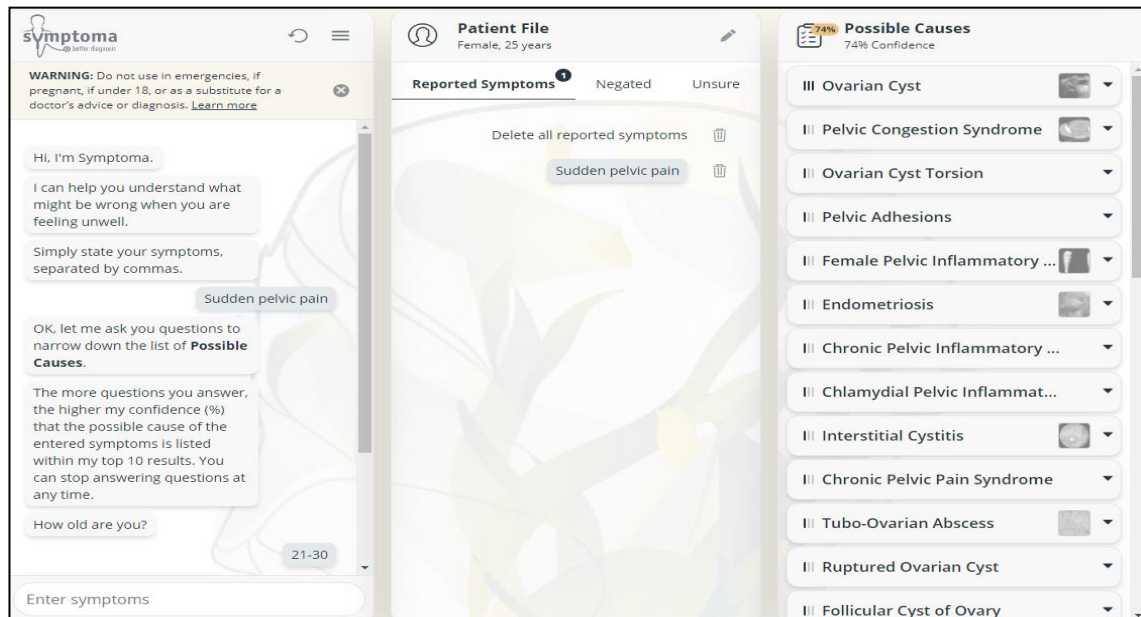 symptoma
better diagnosis
WARNING: Do not use in emergencies, if
pregnant, if under 18, or as a substitute for a
doctor's advice or diagnosis. Learn more
Hi, I'm Symptoma.
I can help you understand what
might be wrong when you are
feeling unwell.
Simply state your symptoms,
separated by commas.
Sudden pelvic pain
OK, let me ask you questions to
narrow down the list of Possible
Causes.
The more questions you answer,
the higher my confidence (%)
that the possible cause of the
entered symptoms is listed
within my top 10 results. You
can stop answering questions at
any time.
How old are you?
21-30
Enter symptoms
Patient File
Female, 25 years
Reported Symptoms 1 Negated Unsure
Delete all reported symptoms
Sudden pelvic pain
74% Possible Causes
74% Confidence
Ovarian Cyst
Pelvic Congestion Syndrome
Ovarian Cyst Torsion
Pelvic Adhesions
Female Pelvic Inflammatory ...
Endometriosis
Chronic Pelvic Inflammatory ...
Chlamydial Pelvic Inflammat...
Interstitial Cystitis
Chronic Pelvic Pain Syndrome
Tubo-Ovarian Abscess
Ruptured Ovarian Cyst
Follicular Cyst of Ovary